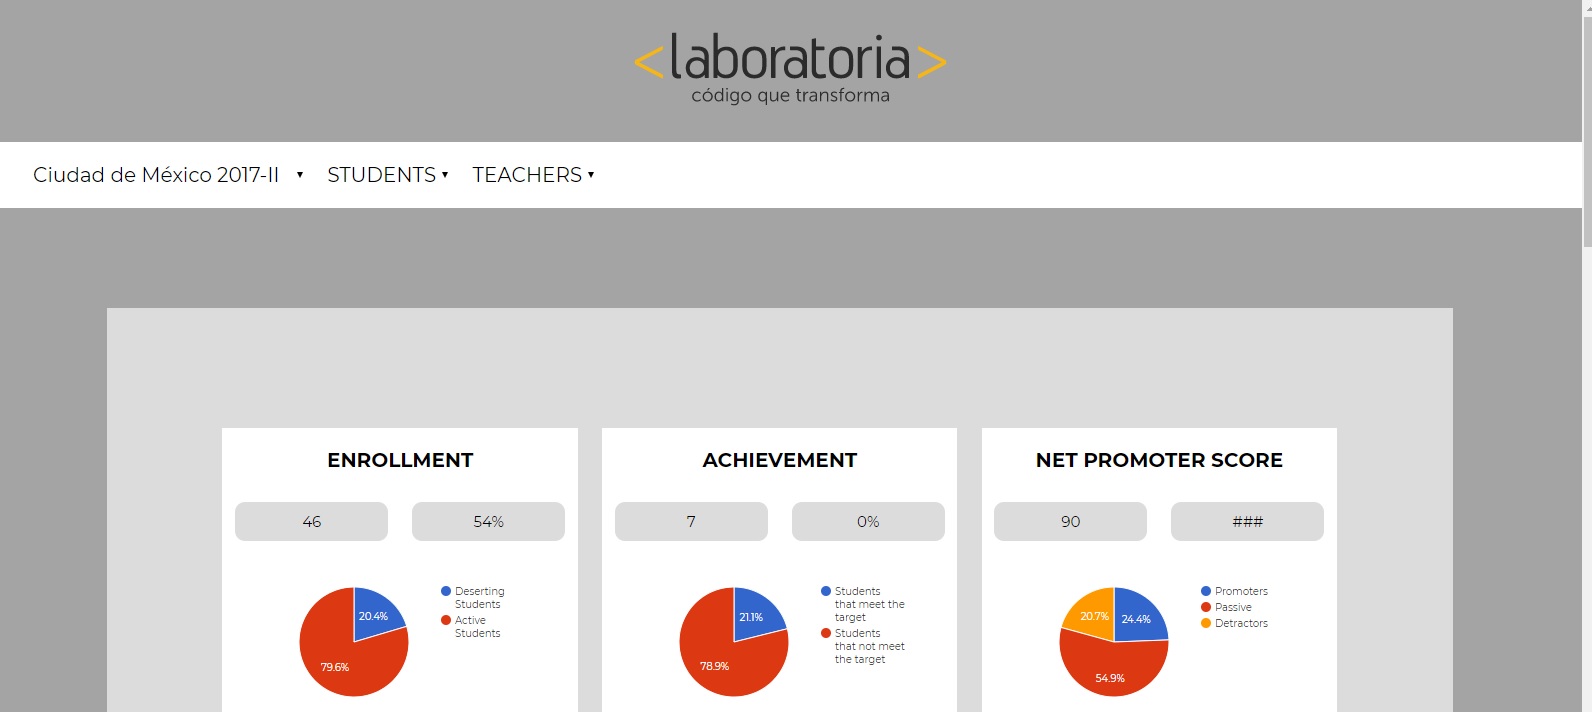 <laboratoria>
código que transforma
Ciudad de México 2017-II ▾ STUDENTS ▾ TEACHERS ▾
ENROLLMENT
46 54%
20.4%
79.6%
Deserting
Students
Active
Students
ACHIEVEMENT
7 0%
21.1%
78.9%
Students
that meet the
target
Students
that not meet
the target
NET PROMOTER SCORE
90 ###
20.7% 24.4%
54.9%
Promoters
Passive
Detractors